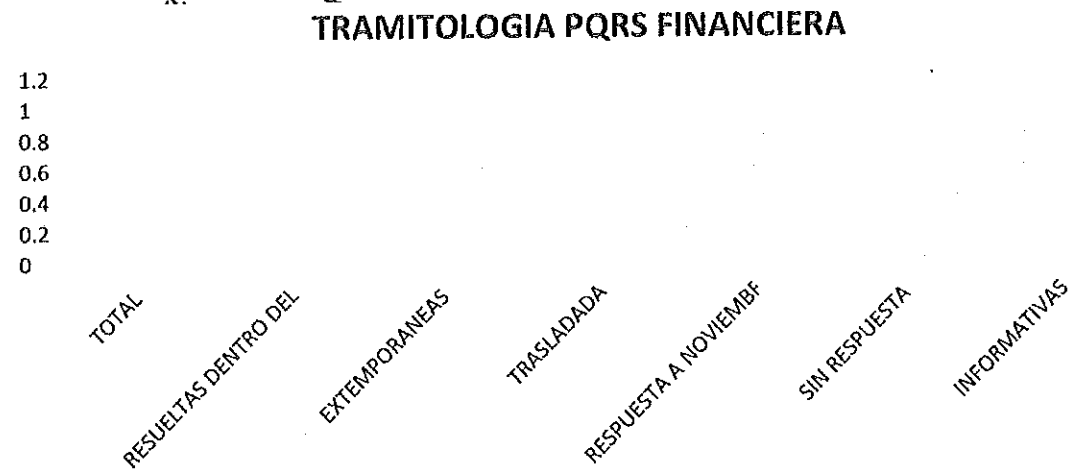 TRAMITOLOGIA PQRS FINANCIERA
1.2
1
0.8
0.6
0.4
0.2
0
TOTAL
RESUELTAS DENTRO DEL
EXTEMPORANEAS
TRASLADADA
RESPUESTA A NOVIEMBF
SIN RESPUESTA
INFORMATIVAS